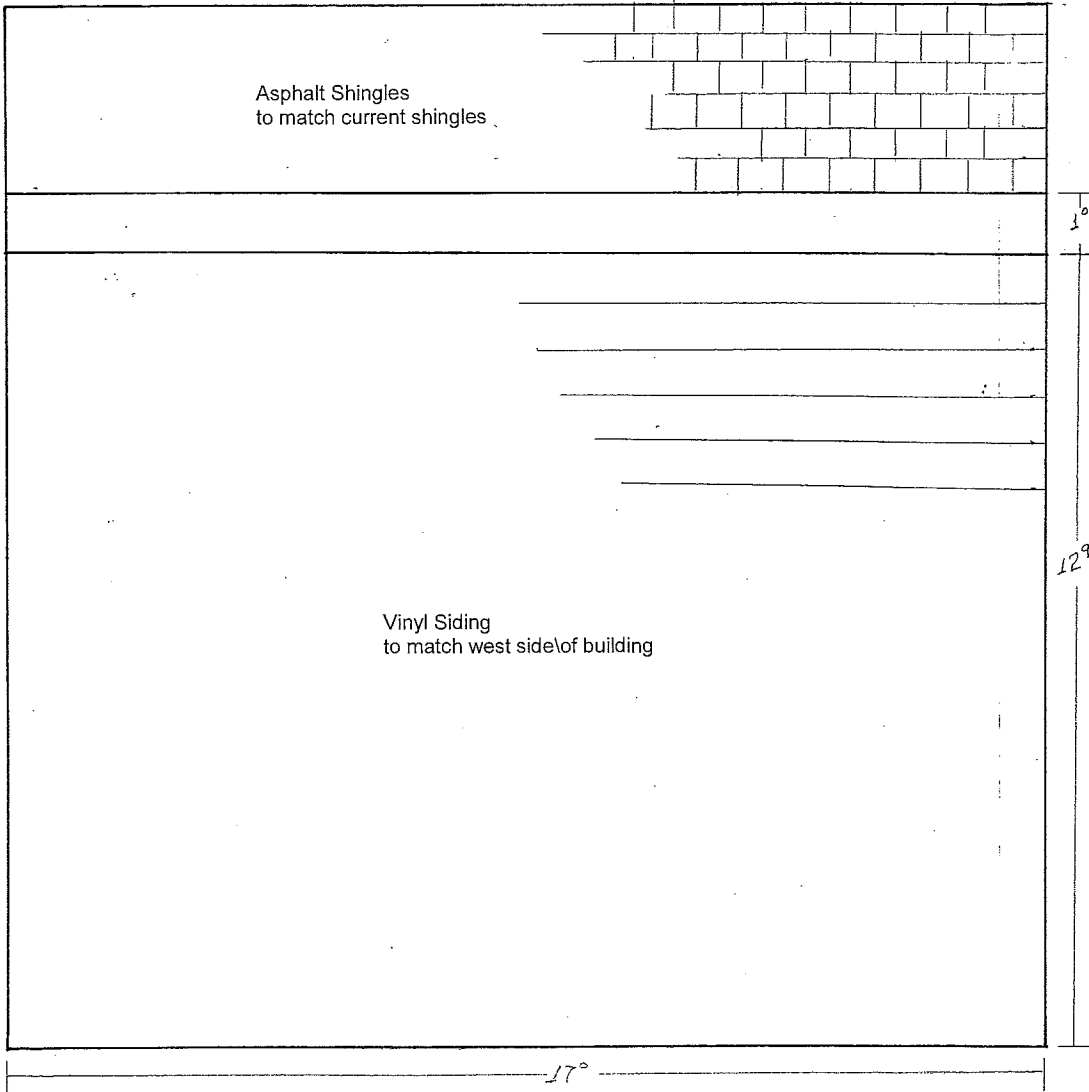 Asphalt Shingles
to match current shingles
1⁰
12⁹
Vinyl Siding
to match west side\of building
17⁰